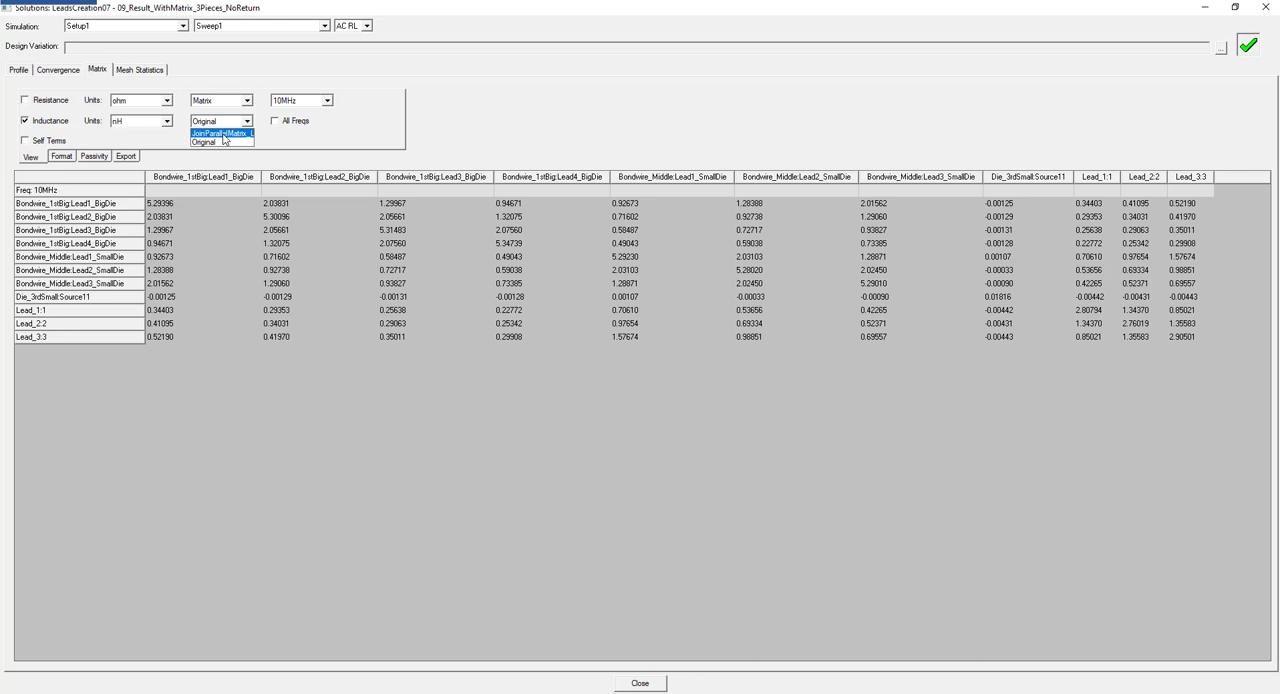 Solutions: LeadsCreation07 - 09_Result_WithMatrix_3Pieces_NoReturn
Simulation: Setup1 Sweep1 AC RL
Design Variation: ...
Profile Convergence Matrix Mesh Statistics
Resistance Units: ohm Matrix 10MHz
Inductance Units: nH Original All Freqs
JoinParallelMatrix_L
Self Terms Original
View Format Passivity Export
Bondwire_1stBig:Lead1_BigDie Bondwire_1stBig:Lead2_BigDie Bondwire_1stBig:Lead3_BigDie Bondwire_1stBig:Lead4_BigDie Bondwire_Middle:Lead1_SmallDie Bondwire_Middle:Lead2_SmallDie Bondwire_Middle:Lead3_SmallDie Die_3rdSmall:Source11 Lead_1:1 Lead_2:2 Lead_3:3
Freq: 10MHz
Bondwire_1stBig:Lead1_BigDie 5.29396 2.03831 1.29967 0.94671 0.92673 1.28388 2.01562 -0.00125 0.34403 0.41095 0.52190
Bondwire_1stBig:Lead2_BigDie 2.03831 5.30096 2.05661 1.32075 0.71602 0.92738 1.29060 -0.00129 0.29353 0.34031 0.41970
Bondwire_1stBig:Lead3_BigDie 1.29967 2.05661 5.31483 2.07560 0.58487 0.72717 0.93827 -0.00131 0.25638 0.29063 0.35011
Bondwire_1stBig:Lead4_BigDie 0.94671 1.32075 2.07560 5.34739 0.49043 0.59038 0.73385 -0.00128 0.22772 0.25342 0.29908
Bondwire_Middle:Lead1_SmallDie 0.92673 0.71602 0.58487 0.49043 5.29230 2.03103 1.28871 0.00107 0.70610 0.97654 1.57674
Bondwire_Middle:Lead2_SmallDie 1.28388 0.92738 0.72717 0.59038 2.03103 5.28020 2.02450 -0.00033 0.53656 0.69334 0.98851
Bondwire_Middle:Lead3_SmallDie 2.01562 1.29060 0.93827 0.73385 1.28871 2.02450 5.29010 -0.00090 0.42265 0.52371 0.69557
Die_3rdSmall:Source11 -0.00125 -0.00129 -0.00131 -0.00128 0.00107 -0.00033 -0.00090 0.01816 -0.00442 -0.00431 -0.00443
Lead_1:1 0.34403 0.29353 0.25638 0.22772 0.70610 0.53656 0.42265 -0.00442 2.80794 1.34370 0.85021
Lead_2:2 0.41095 0.34031 0.29063 0.25342 0.97654 0.69334 0.52371 -0.00431 1.34370 2.76019 1.35583
Lead_3:3 0.52190 0.41970 0.35011 0.29908 1.57674 0.98851 0.69557 -0.00443 0.85021 1.35583 2.90501
Close